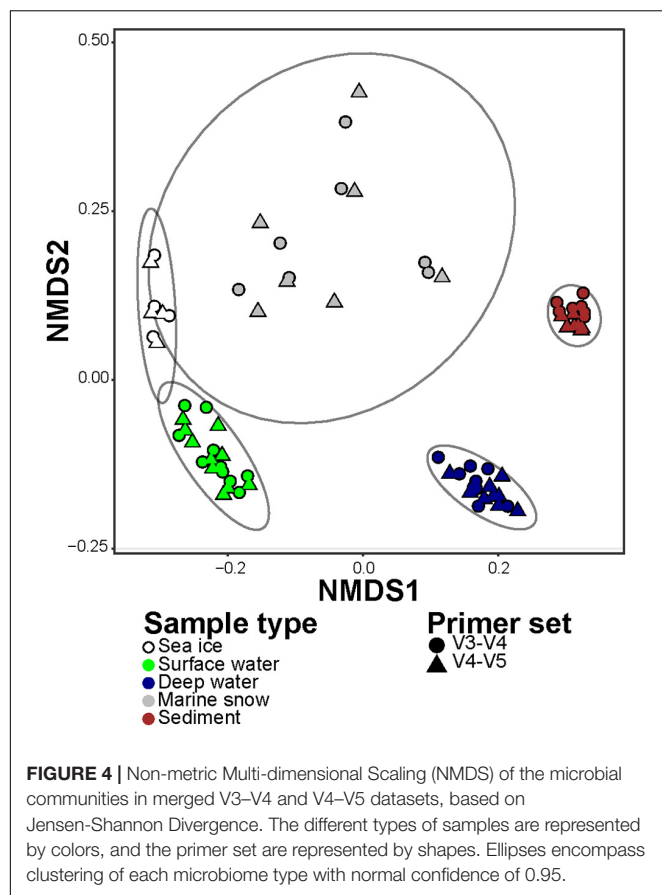 0.50
0.25
0.00
−0.25
NMDS2
−0.2
0.0
0.2
NMDS1
Sample type
Sea ice
Surface water
Deep water
Marine snow
Sediment
Primer set
V3-V4
V4-V5
FIGURE 4 | Non-metric Multi-dimensional Scaling (NMDS) of the microbial
communities in merged V3–V4 and V4–V5 datasets, based on
Jensen-Shannon Divergence. The different types of samples are represented
by colors, and the primer set are represented by shapes. Ellipses encompass
clustering of each microbiome type with normal confidence of 0.95.